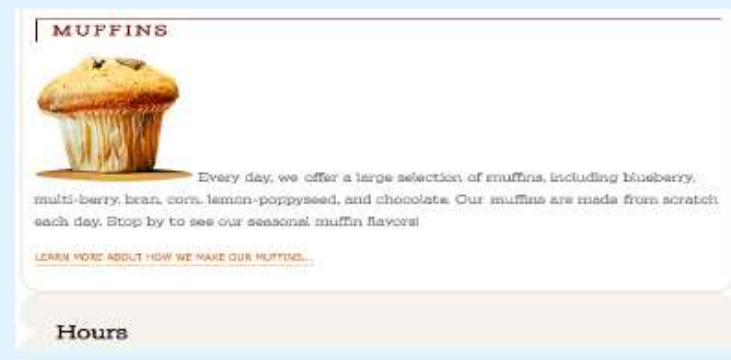 MUFFINS
Every day, we offer a large selection of muffins, including blueberry,
multi-berry, bran, corn, lemon-poppyseed, and chocolate. Our muffins are made from scratch
each day. Stop by to see our seasonal muffin flavors!
LEARN MORE ABOUT HOW WE MAKE OUR MUFFINS...
Hours